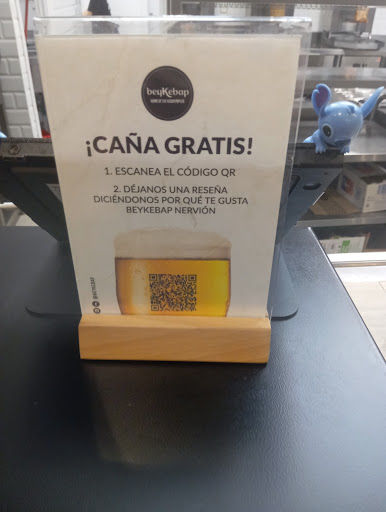 beyKebap
¡CAÑA GRATIS!
1. ESCANEA EL CÓDIGO QR
2. DÉJANOS UNA RESEÑA
DICIÉNDONOS POR QUÉ TE GUSTA
BEYKEBAP NERVIÓN